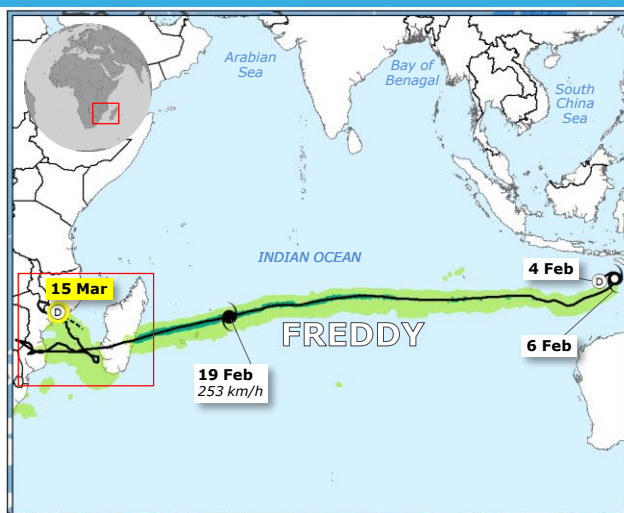 Arabian
Sea
Bay of
Benagal
South
China
Sea
INDIAN OCEAN
4 Feb
D
15 Mar
D
FREDDY
6 Feb
19 Feb
253 km/h